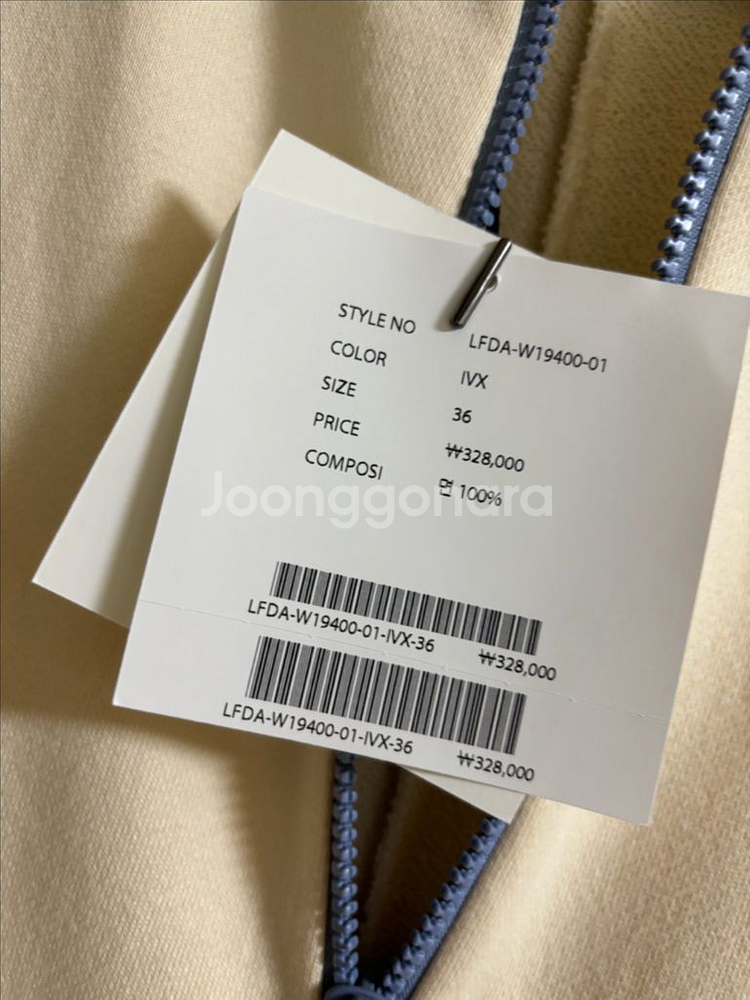 STYLE NO LFDA-W19400-01
COLOR IVX
SIZE 36
PRICE ₩328,000
COMPOSI 면 100%
Joonggonara
LFDA-W19400-01-IVX-36 ₩328,000
LFDA-W19400-01-IVX-36 ₩328,000